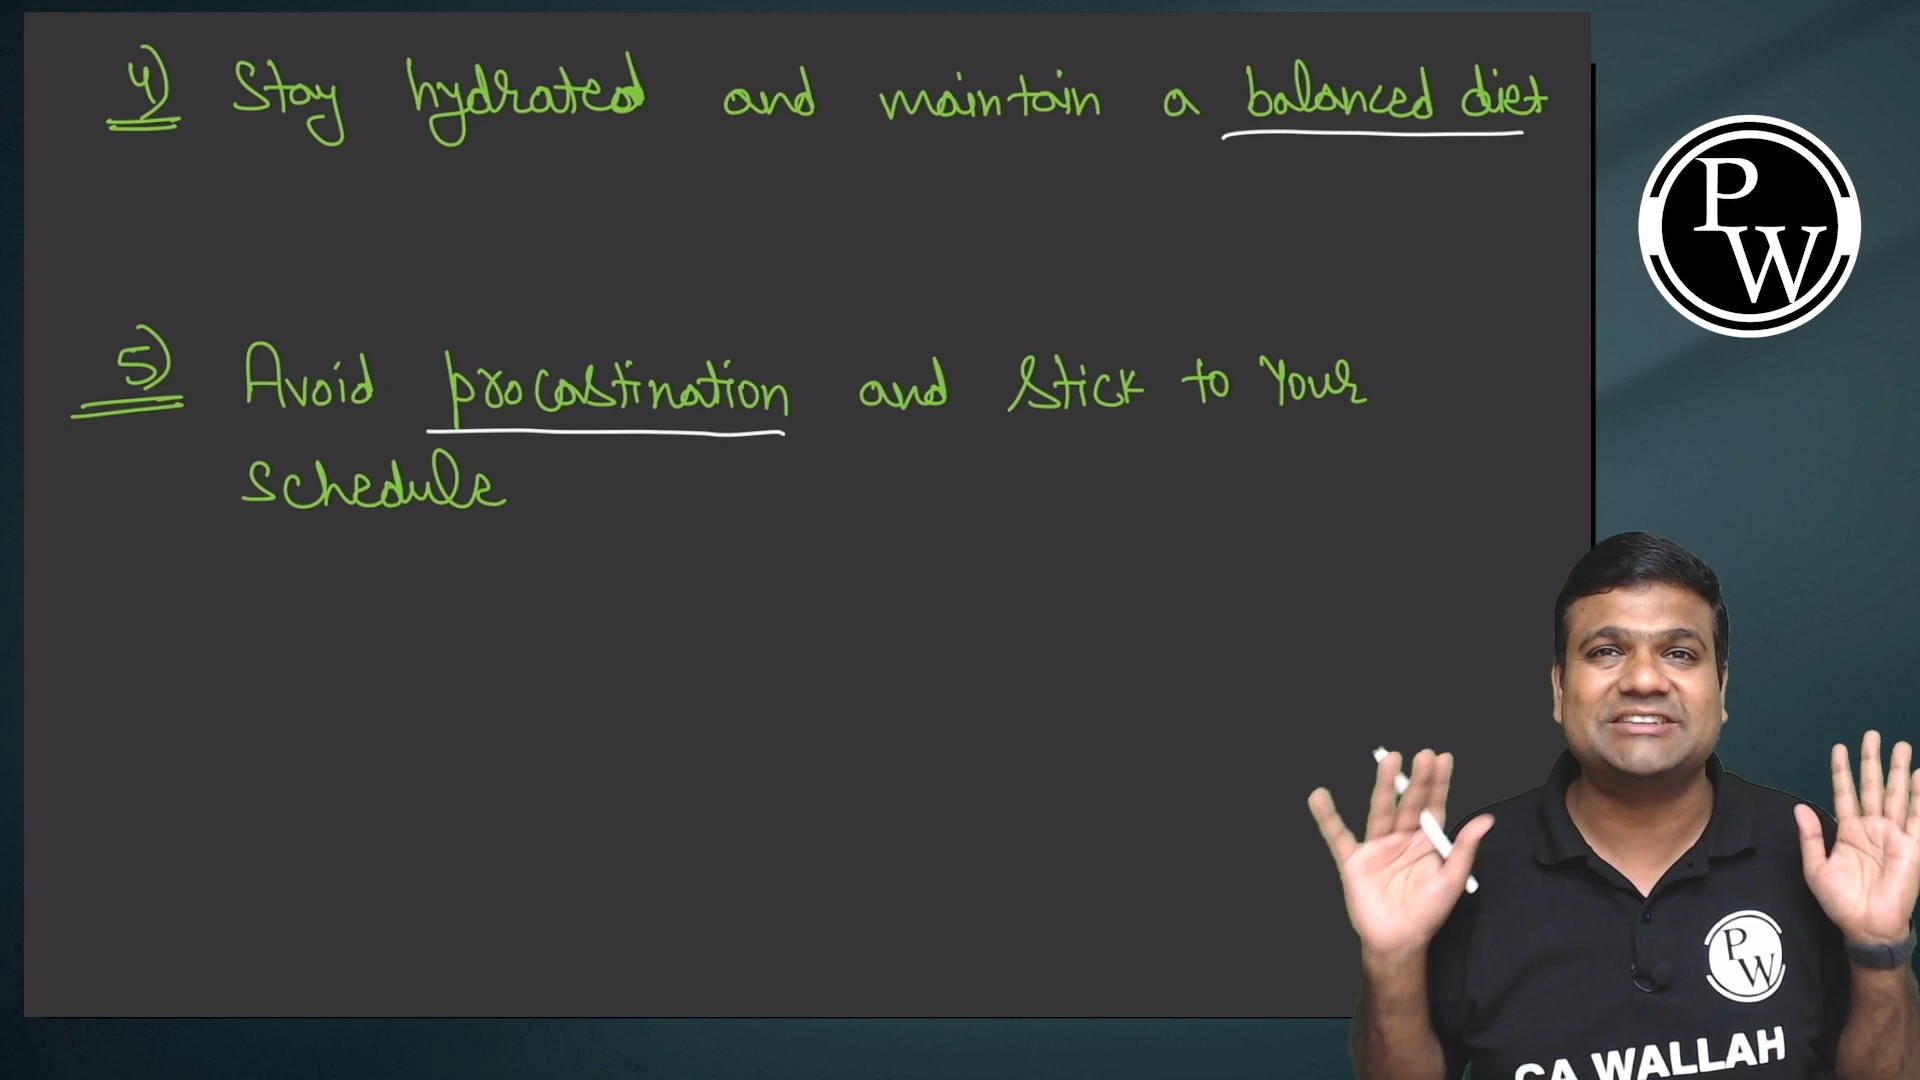 4) Stay hydrated and maintain a balanced diet
5) Avoid procastination and stick to Your
schedule
PW
PW
CA WALLAH